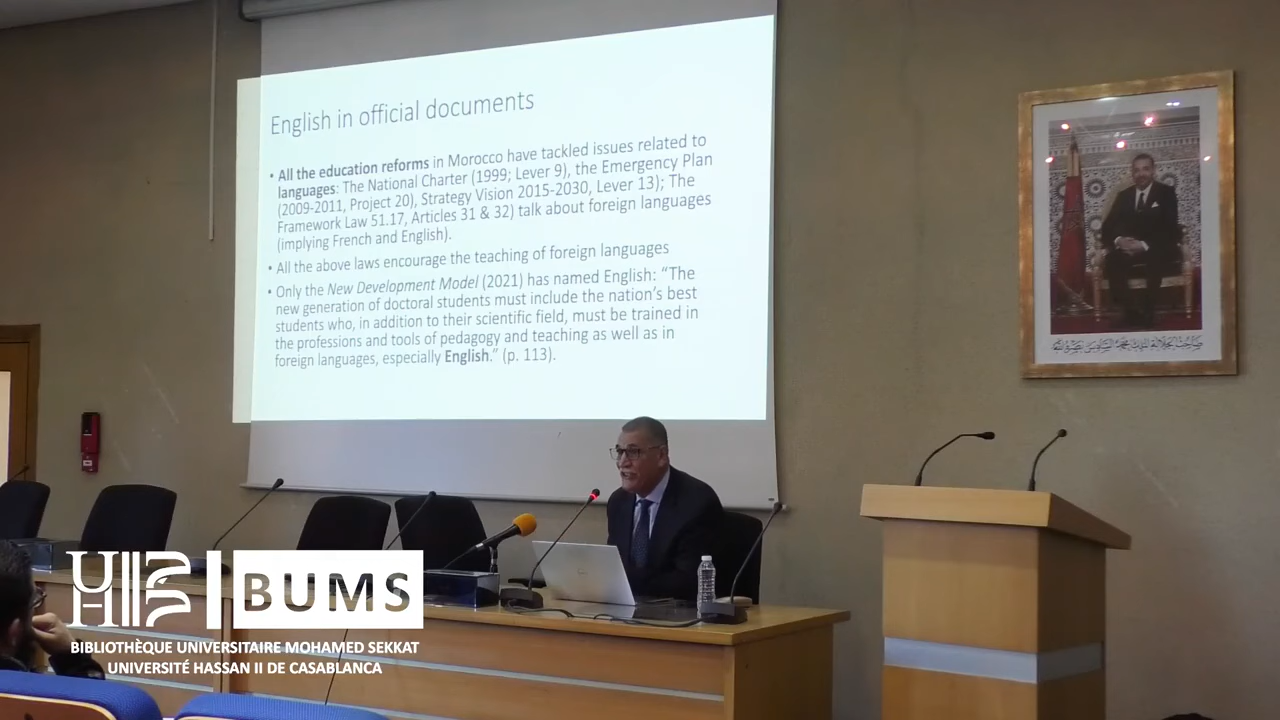 English in official documents
• All the education reforms in Morocco have tackled issues related to
languages: The National Charter (1999; Lever 9), the Emergency Plan
(2009-2011, Project 20), Strategy Vision 2015-2030, Lever 13); The
Framework Law 51.17, Articles 31 & 32) talk about foreign languages
(implying French and English).
• All the above laws encourage the teaching of foreign languages
• Only the New Development Model (2021) has named English: “The
new generation of doctoral students must include the nation’s best
students who, in addition to their scientific field, must be trained in
the professions and tools of pedagogy and teaching as well as in
foreign languages, especially English.” (p. 113).
UH
BUMS
BIBLIOTHÈQUE UNIVERSITAIRE MOHAMED SEKKAT
UNIVERSITÉ HASSAN II DE CASABLANCA